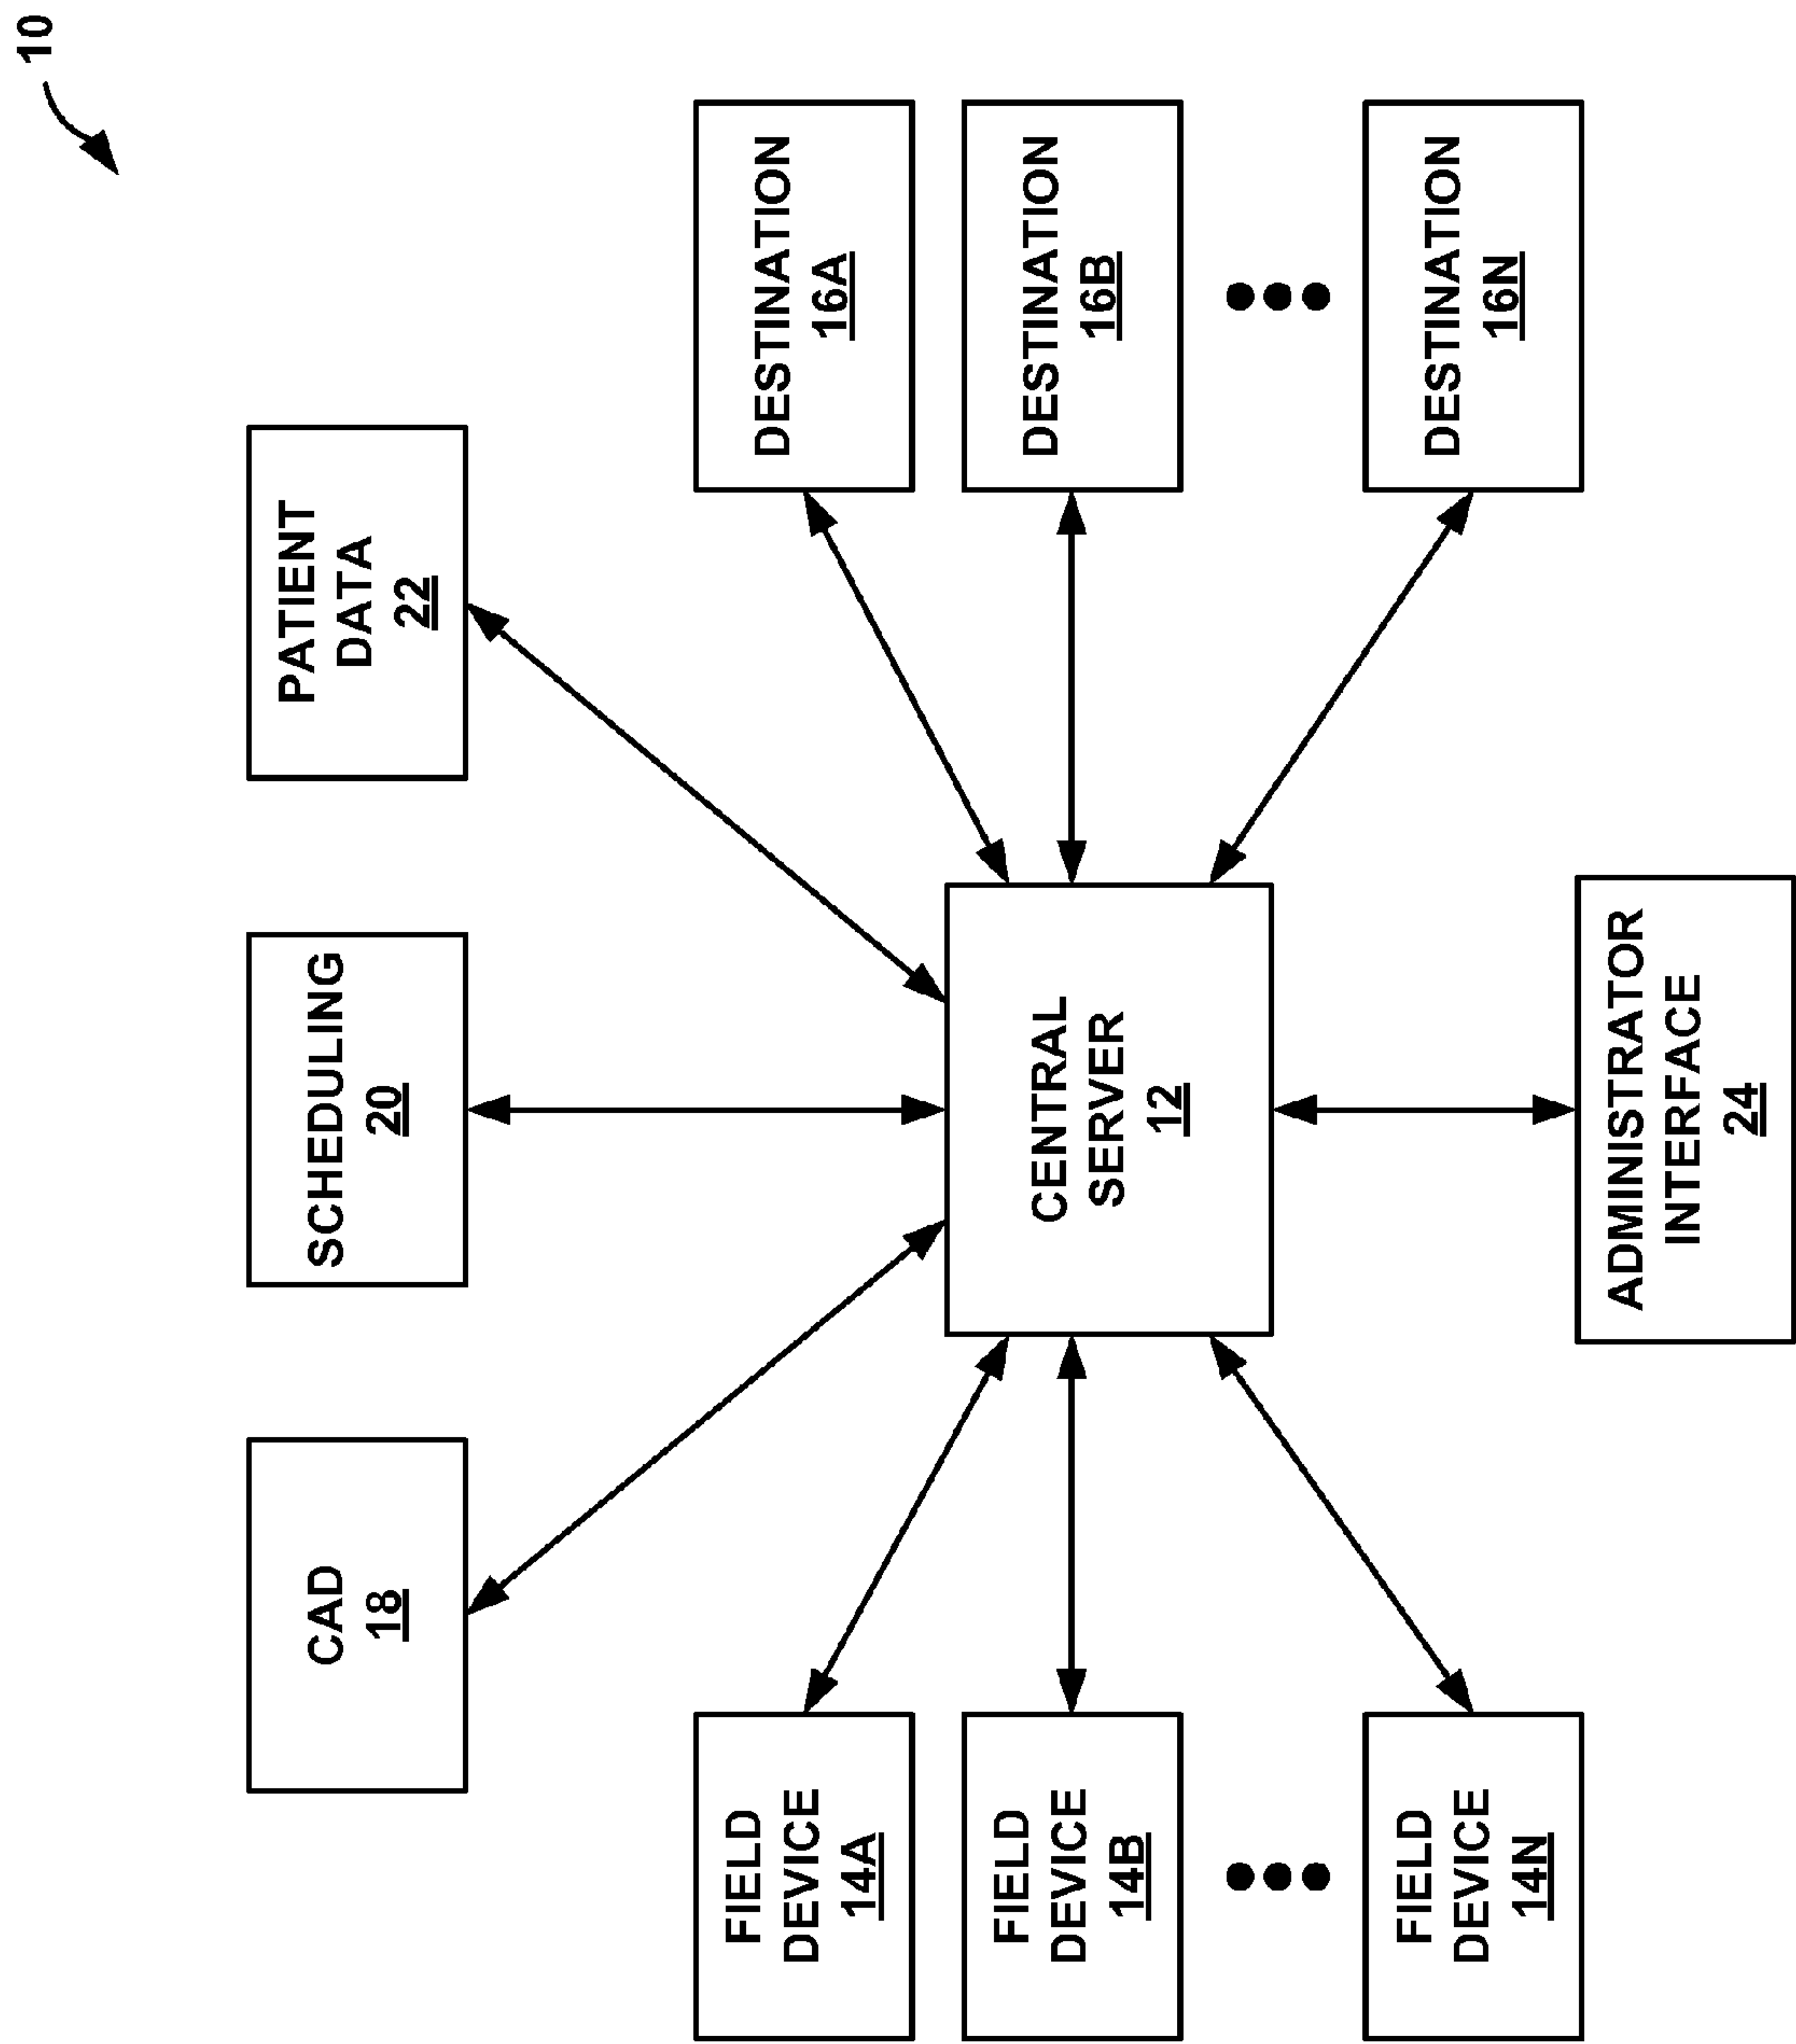 10
CAD
18
SCHEDULING
20
PATIENT
DATA
22
FIELD
DEVICE
14A
FIELD
DEVICE
14B
FIELD
DEVICE
14N
CENTRAL
SERVER
12
DESTINATION
16A
DESTINATION
16B
DESTINATION
16N
ADMINISTRATOR
INTERFACE
24